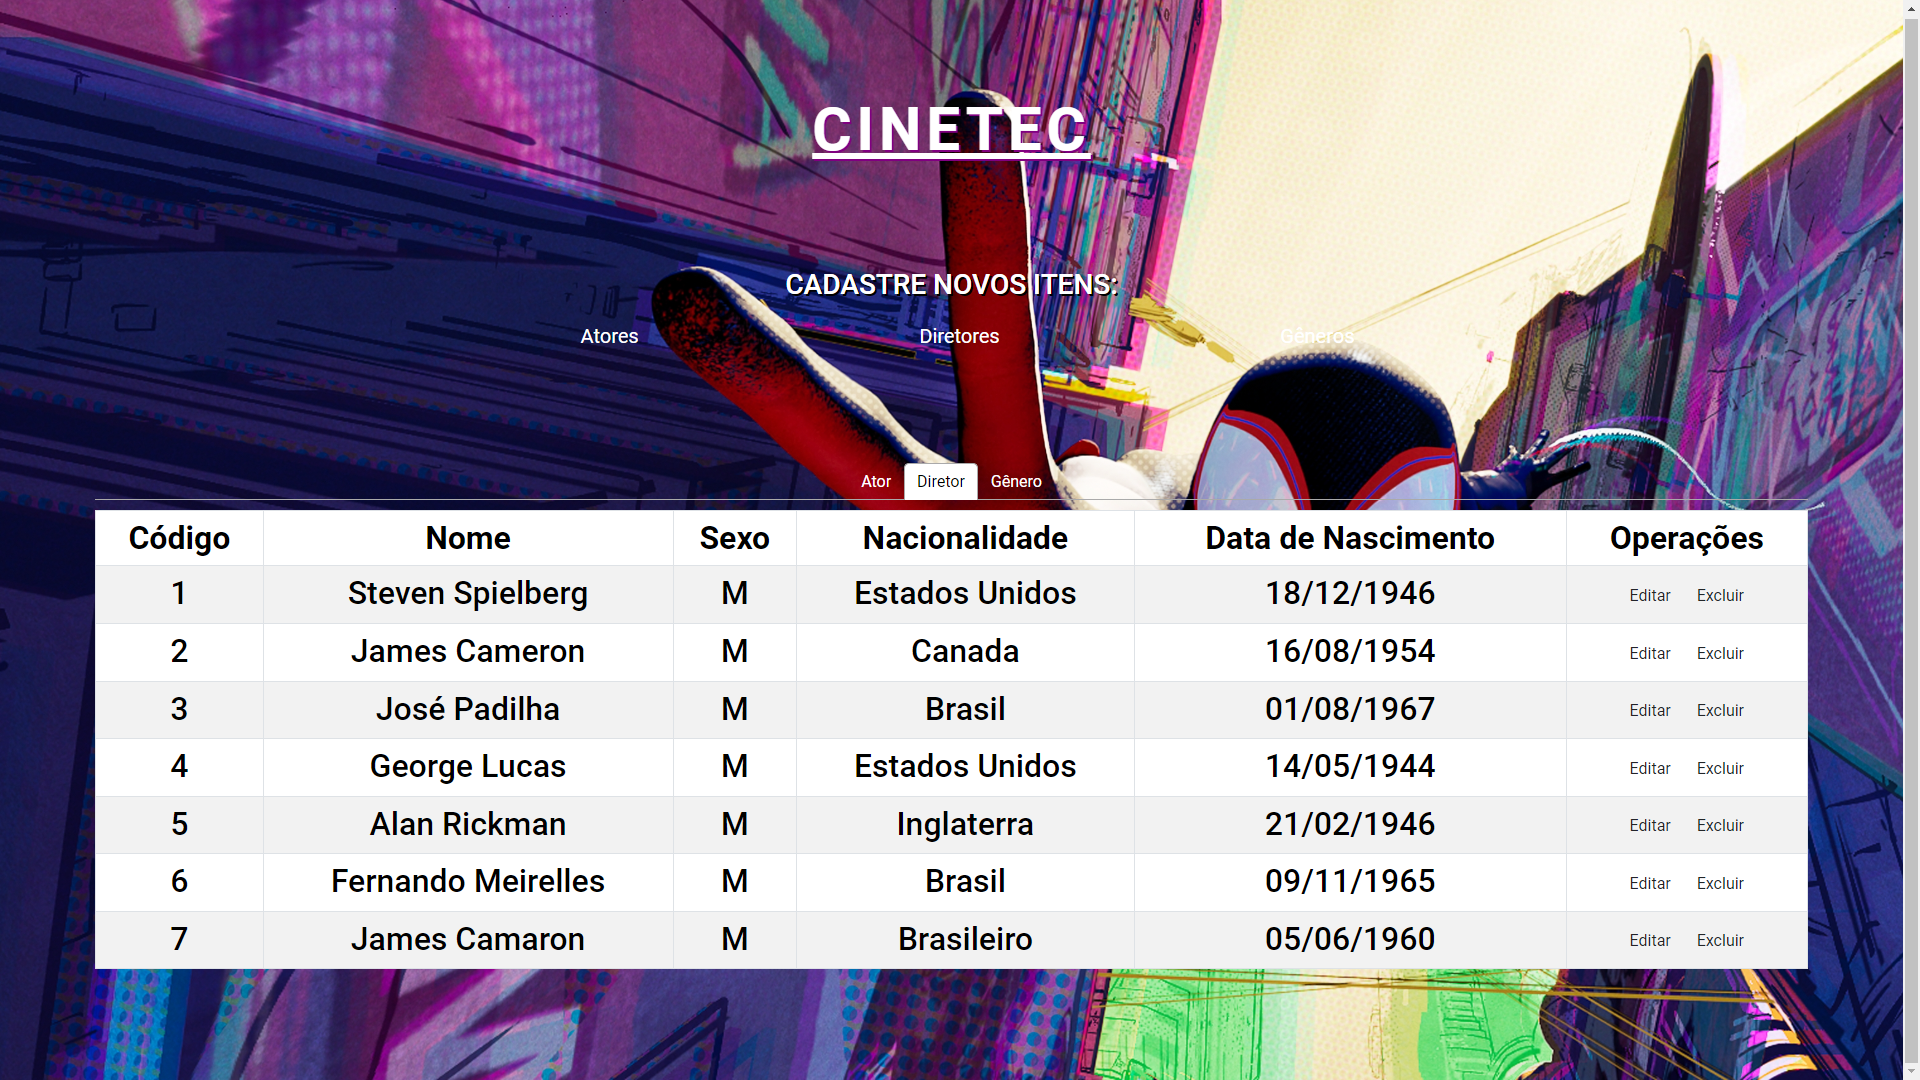 CINETEC
CADASTRE NOVOS ITENS:
Atores Diretores Gêneros
Ator Diretor Gênero
Código Nome Sexo Nacionalidade Data de Nascimento Operações
1 Steven Spielberg M Estados Unidos 18/12/1946 Editar Excluir
2 James Cameron M Canada 16/08/1954 Editar Excluir
3 José Padilha M Brasil 01/08/1967 Editar Excluir
4 George Lucas M Estados Unidos 14/05/1944 Editar Excluir
5 Alan Rickman M Inglaterra 21/02/1946 Editar Excluir
6 Fernando Meirelles M Brasil 09/11/1965 Editar Excluir
7 James Camaron M Brasileiro 05/06/1960 Editar Excluir